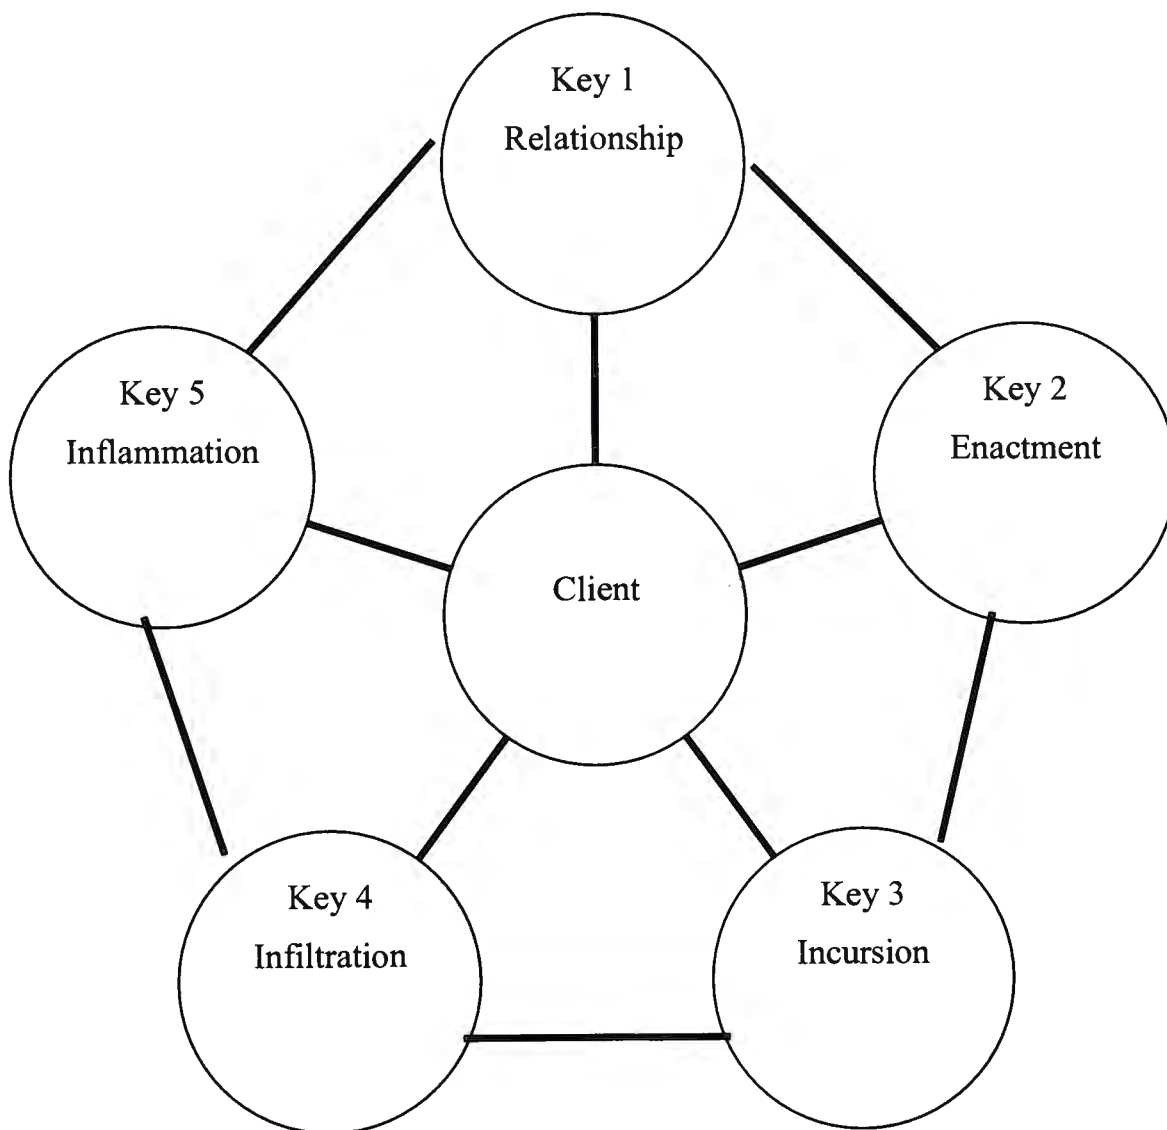 Key 1
Relationship
Key 5
Inflammation
Key 2
Enactment
Client
Key 4
Infiltration
Key 3
Incursion